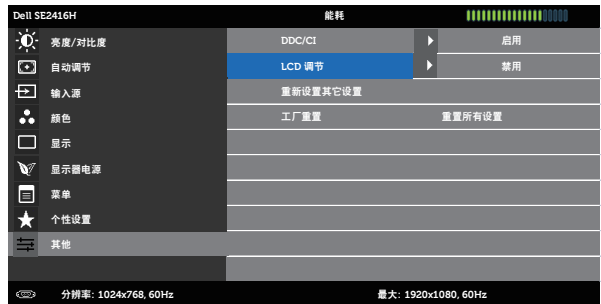 Dell SE2416H 能耗
亮度/对比度 DDC/CI 启用
自动调节 LCD 调节 禁用
输入源 重新设置其它设置
颜色 工厂重置 重置所有设置
显示
显示器电源
菜单
个性设置
其他
分辨率: 1024x768, 60Hz 最大: 1920x1080, 60Hz